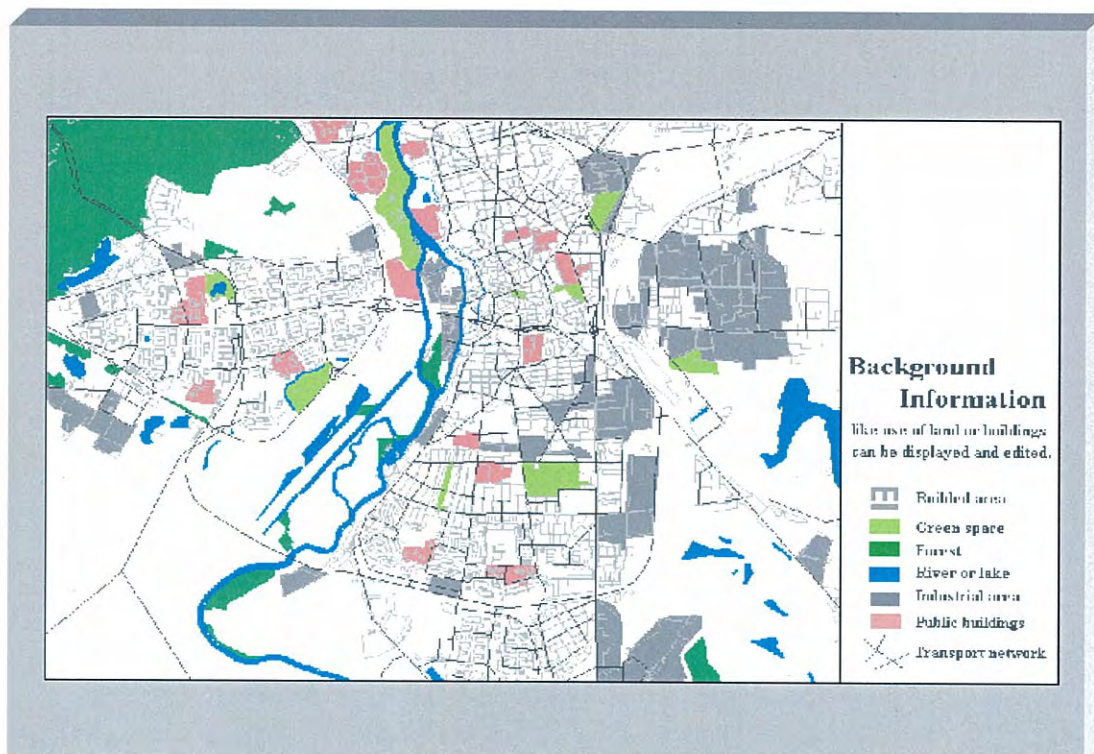 Background
Information
like use of land or buildings
can be displayed and edited.
Builded area
Green space
Forest
River or lake
Industrial area
Public buildings
Transport network